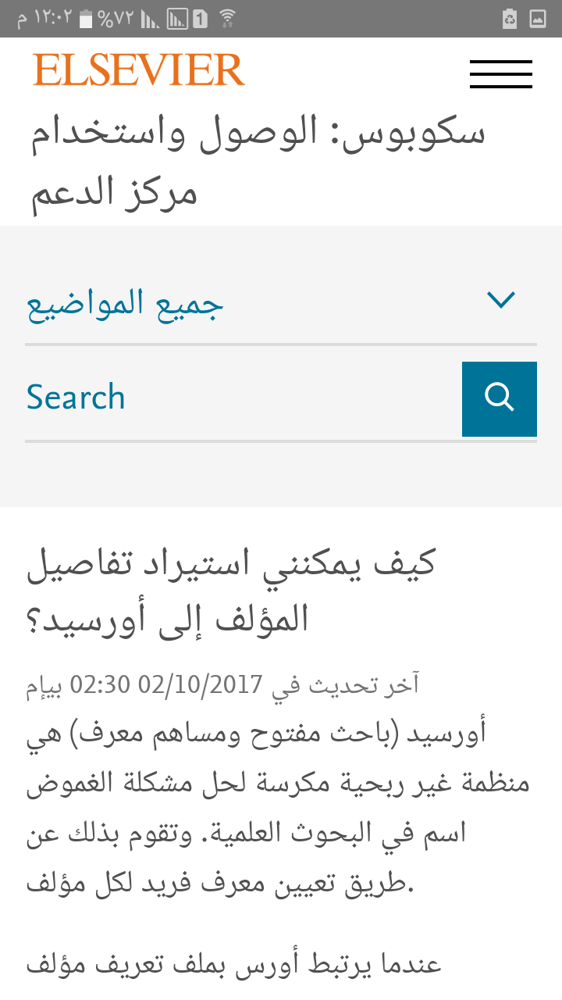 ١٢:٠٢ م
%٧٢
1
ELSEVIER
سكوبوس: الوصول واستخدام
مركز الدعم
جميع المواضيع
Search
كيف يمكنني استيراد تفاصيل
المؤلف إلى أورسيد؟
آخر تحديث في 02/10/2017 02:30 بيإم
أورسيد (باحث مفتوح ومساهم معرف) هي
منظمة غير ربحية مكرسة لحل مشكلة الغموض
اسم في البحوث العلمية. وتقوم بذلك عن
طريق تعيين معرف فريد لكل مؤلف.
عندما يرتبط أورس بملف تعريف مؤلف